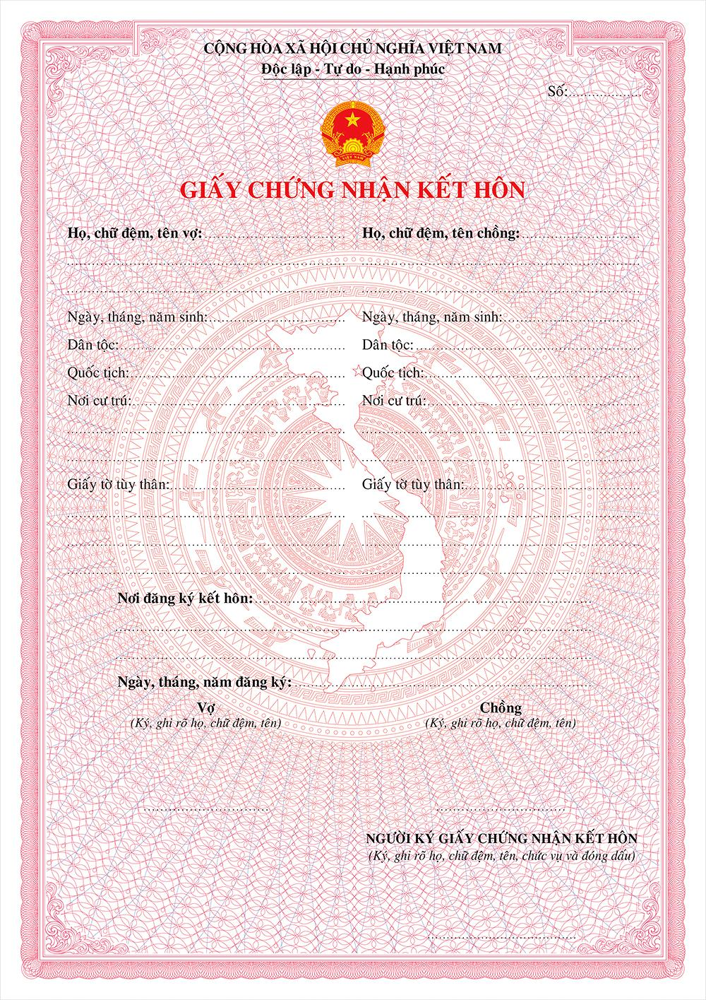 CỘNG HÒA XÃ HỘI CHỦ NGHĨA VIỆT NAM
Độc lập - Tự do - Hạnh phúc
Số:
VIỆT NAM
GIẤY CHỨNG NHẬN KẾT HÔN
Họ, chữ đệm, tên vợ: Họ, chữ đệm, tên chồng:
Ngày, tháng, năm sinh: Ngày, tháng, năm sinh:
Dân tộc: Dân tộc:
Quốc tịch: Quốc tịch:
Nơi cư trú: Nơi cư trú:
Giấy tờ tùy thân: Giấy tờ tùy thân:
Nơi đăng ký kết hôn:
Ngày, tháng, năm đăng ký:
Vợ Chồng
(Ký, ghi rõ họ, chữ đệm, tên) (Ký, ghi rõ họ, chữ đệm, tên)
NGƯỜI KÝ GIẤY CHỨNG NHẬN KẾT HÔN
(Ký, ghi rõ họ, chữ đệm, tên, chức vụ và đóng dấu)